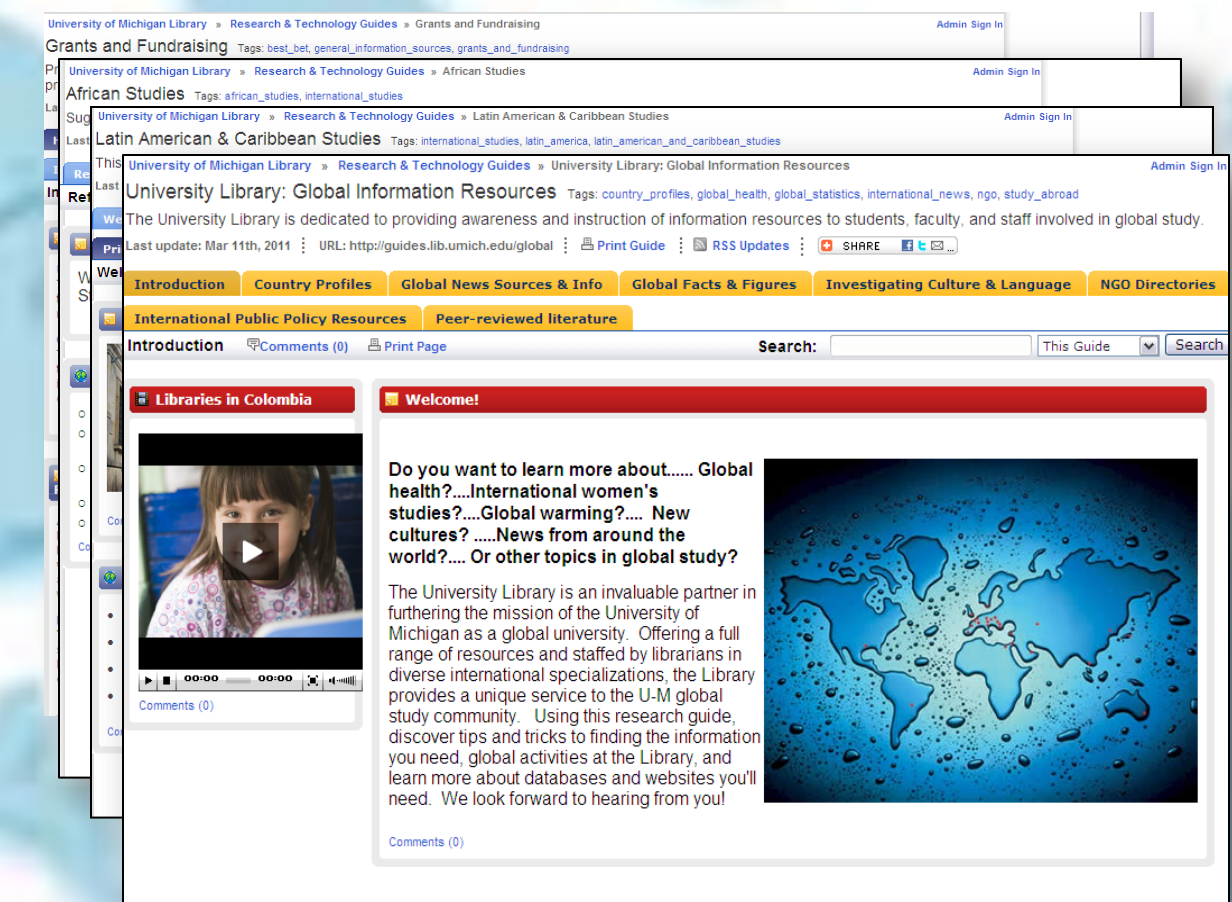 University of Michigan Library » Research & Technology Guides » Grants and Fundraising Admin Sign In
Grants and Fundraising Tags: best_bet, general_information_sources, grants_and_fundraising
University of Michigan Library » Research & Technology Guides » African Studies Admin Sign In
African Studies Tags: african_studies, international_studies
Sug
Last
University of Michigan Library » Research & Technology Guides » Latin American & Caribbean Studies Admin Sign In
Latin American & Caribbean Studies Tags: international_studies, latin_america, latin_american_and_caribbean_studies
This
Last
University of Michigan Library » Research & Technology Guides » University Library: Global Information Resources Admin Sign In
University Library: Global Information Resources Tags: country_profiles, global_health, global_statistics, international_news, ngo, study_abroad
The University Library is dedicated to providing awareness and instruction of information resources to students, faculty, and staff involved in global study.
Last update: Mar 11th, 2011 URL: http://guides.lib.umich.edu/global Print Guide RSS Updates SHARE ...
Introduction Country Profiles Global News Sources & Info Global Facts & Figures Investigating Culture & Language NGO Directories
International Public Policy Resources Peer-reviewed literature
Introduction Comments (0) Print Page Search: This Guide Search
Libraries in Colombia
00:00 00:00
Comments (0)
Welcome!
Do you want to learn more about...... Global
health?....International women's
studies?....Global warming?.... New
cultures? .....News from around the
world?.... Or other topics in global study?
The University Library is an invaluable partner in
furthering the mission of the University of
Michigan as a global university. Offering a full
range of resources and staffed by librarians in
diverse international specializations, the Library
provides a unique service to the U-M global
study community. Using this research guide,
discover tips and tricks to finding the information
you need, global activities at the Library, and
learn more about databases and websites you'll
need. We look forward to hearing from you!
Comments (0)